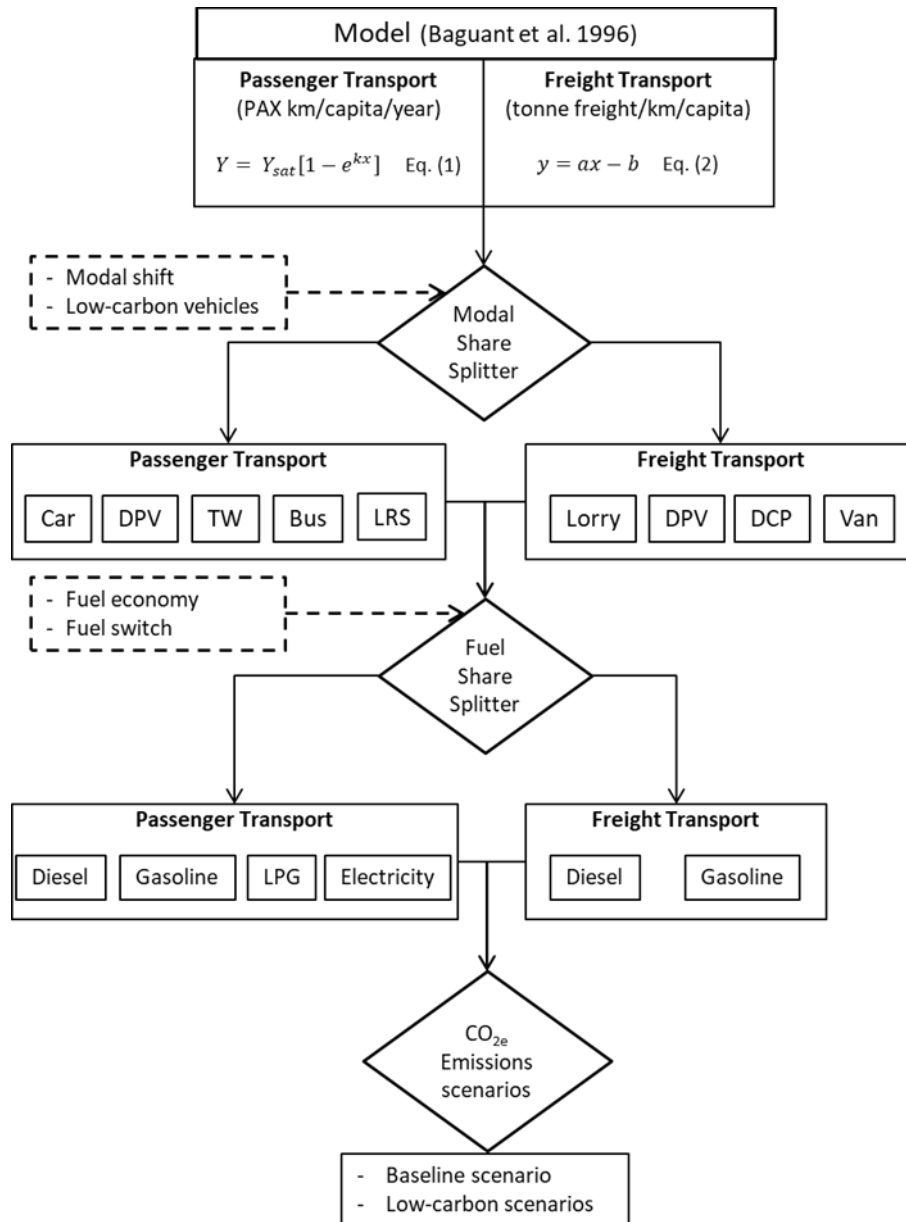 Model (Baguant et al. 1996)
Passenger Transport
(PAX km/capita/year)
Y = Y_{sat}[1 − e^{kx}] Eq. (1)
Freight Transport
(tonne freight/km/capita)
y = ax − b Eq. (2)
- Modal shift
- Low-carbon vehicles
Modal
Share
Splitter
Passenger Transport
Car DPV TW Bus LRS
Freight Transport
Lorry DPV DCP Van
- Fuel economy
- Fuel switch
Fuel
Share
Splitter
Passenger Transport
Diesel Gasoline LPG Electricity
Freight Transport
Diesel Gasoline
CO₂ₑ
Emissions
scenarios
- Baseline scenario
- Low-carbon scenarios